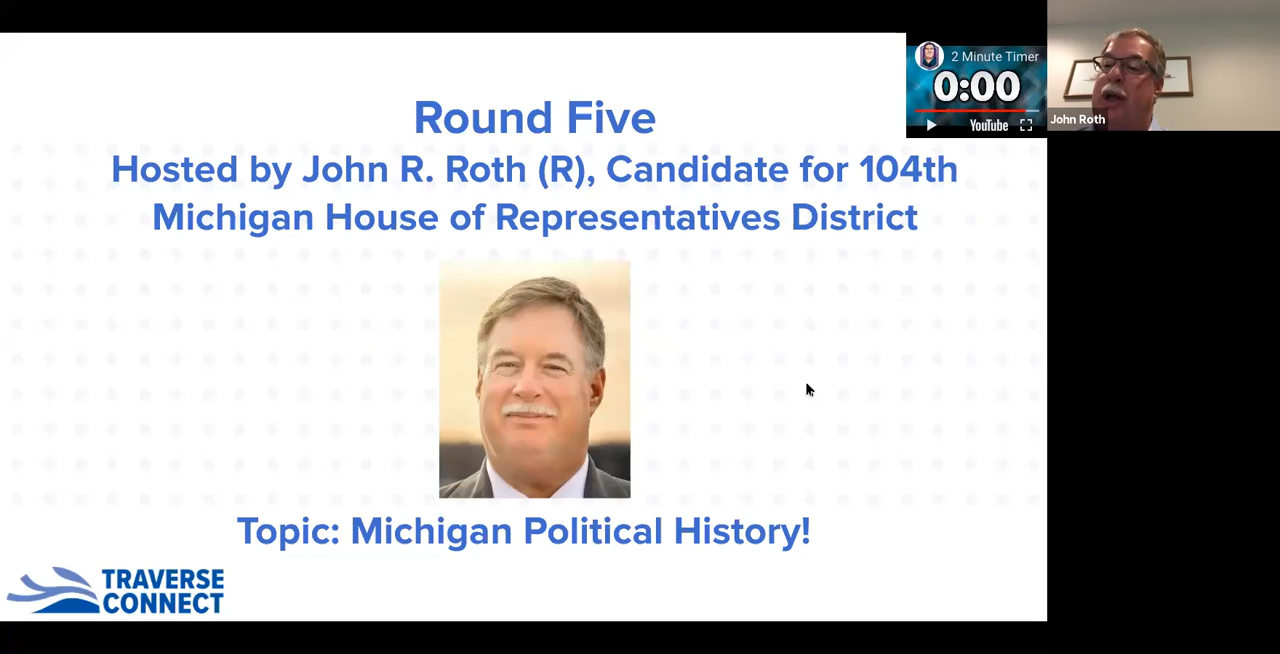 Round Five
Hosted by John R. Roth (R), Candidate for 104th
Michigan House of Representatives District
Topic: Michigan Political History!
TRAVERSE
CONNECT
2 Minute Timer
0:00
YouTube
John Roth